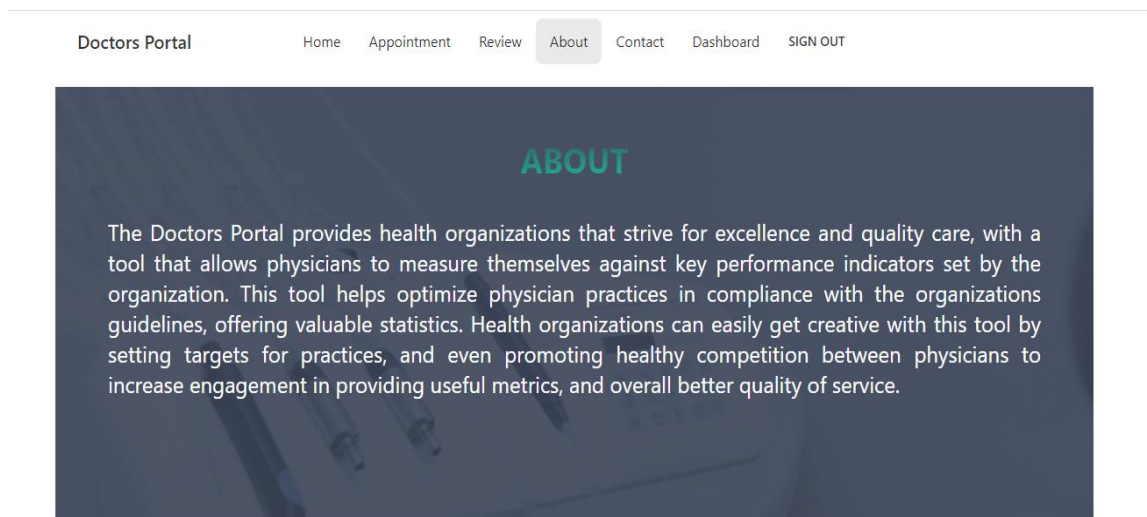 Doctors Portal Home Appointment Review About Contact Dashboard SIGN OUT
ABOUT
The Doctors Portal provides health organizations that strive for excellence and quality care, with a
tool that allows physicians to measure themselves against key performance indicators set by the
organization. This tool helps optimize physician practices in compliance with the organizations
guidelines, offering valuable statistics. Health organizations can easily get creative with this tool by
setting targets for practices, and even promoting healthy competition between physicians to
increase engagement in providing useful metrics, and overall better quality of service.